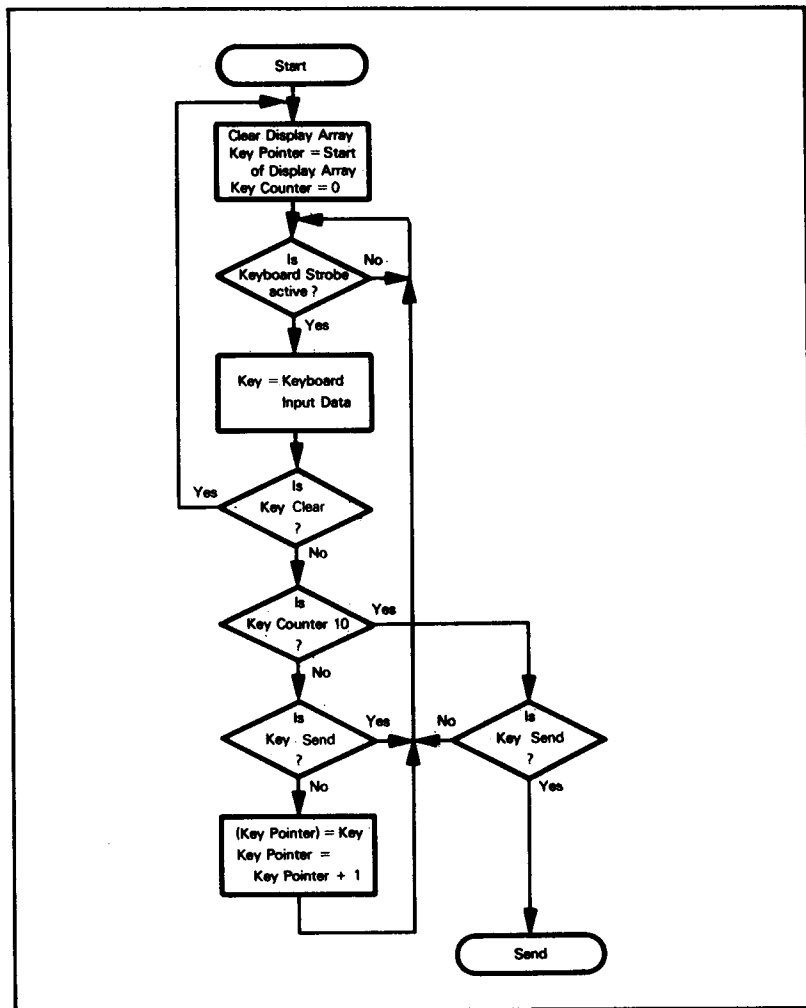 Start
Clear Display Array
Key Pointer = Start
of Display Array
Key Counter = 0
Is
Keyboard Strobe
active ?
No
Yes
Key = Keyboard
Input Data
Is
Key Clear
?
Yes
No
Is
Key Counter 10
?
Yes
No
Is
Key Send
?
Yes
No
No
Is
Key Send
?
Yes
(Key Pointer) = Key
Key Pointer =
Key Pointer + 1
Send